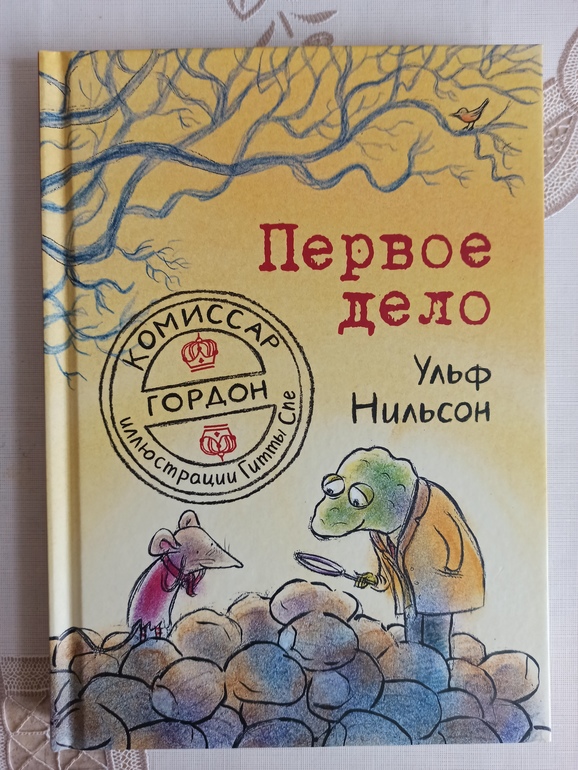 Первое
дело
Ульф
Нильсон
КОМИССАР
ГОРДОН
иллюстрации Гитты Спе